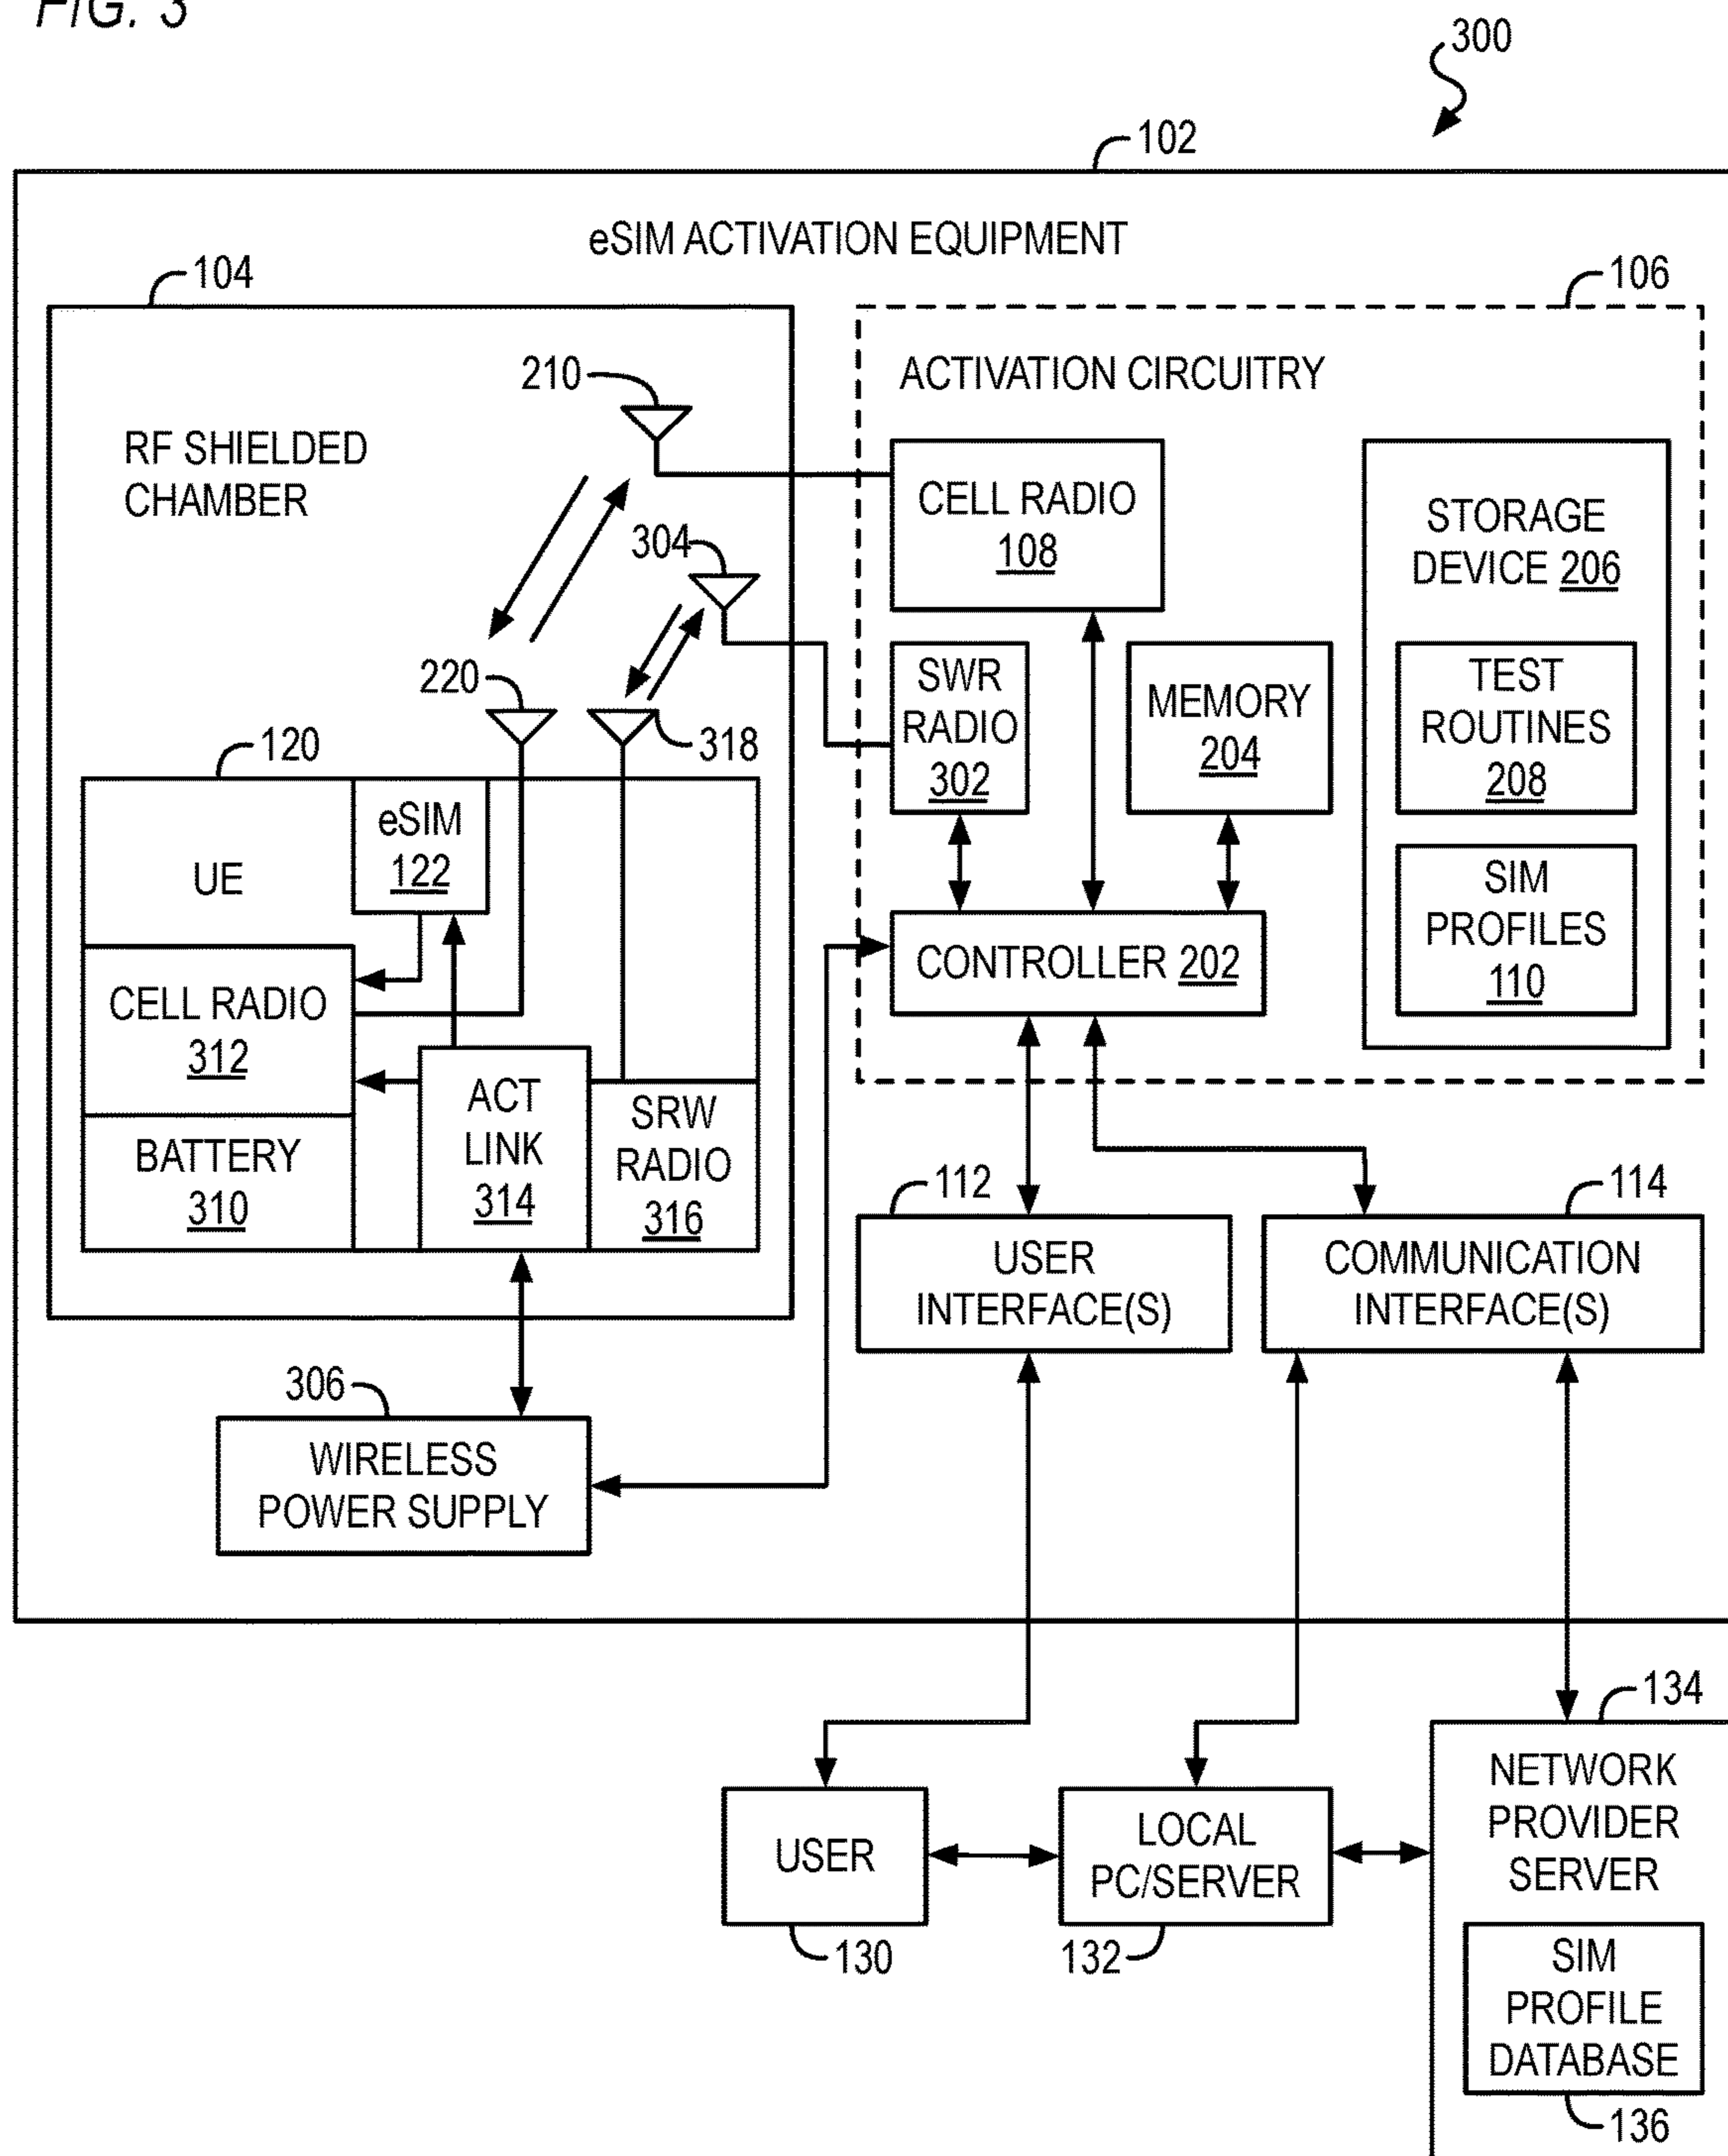 FIG. 3
300
102
eSIM ACTIVATION EQUIPMENT
104
106
210
ACTIVATION CIRCUITRY
RF SHIELDED
CHAMBER
CELL RADIO
108
STORAGE
DEVICE 206
304
220
318
SWR
RADIO
302
MEMORY
204
TEST
ROUTINES
208
120
eSIM
122
UE
SIM
PROFILES
110
CONTROLLER 202
CELL RADIO
312
ACT
LINK
314
SRW
RADIO
316
BATTERY
310
112
114
USER
INTERFACE(S)
COMMUNICATION
INTERFACE(S)
306
WIRELESS
POWER SUPPLY
134
NETWORK
PROVIDER
SERVER
USER
LOCAL
PC/SERVER
130
132
SIM
PROFILE
DATABASE
136